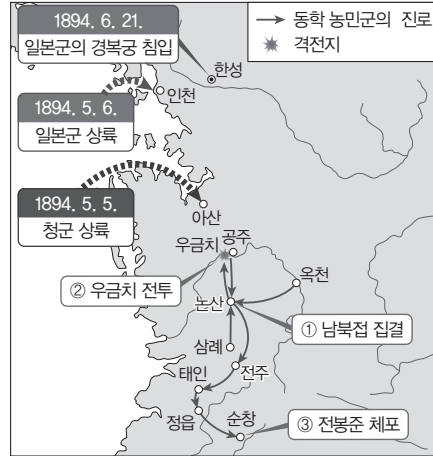 1894. 6. 21.
일본군의 경복궁 침입
→ 동학 농민군의 진로
격전지
한성
인천
1894. 5. 6.
일본군 상륙
1894. 5. 5.
청군 상륙
아산
우금치
공주
② 우금치 전투
옥천
논산
① 남북접 집결
삼례
태인
전주
정읍
순창
③ 전봉준 체포